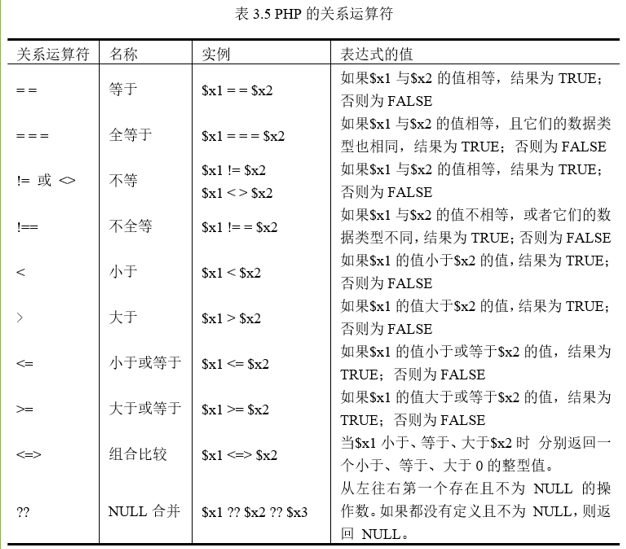 表 3.5 PHP 的关系运算符
关系运算符 名称 实例 表达式的值
= = 等于 $x1 = = $x2 如果$x1 与$x2 的值相等，结果为 TRUE；
否则为 FALSE
= = = 全等于 $x1 = = = $x2 如果$x1 与$x2 的值相等，且它们的数据类
型也相同，结果为 TRUE；否则为 FALSE
!= 或 <> 不等 $x1 != $x2 如果$x1 与$x2 的值相等，结果为 TRUE；
$x1 < > $x2 否则为 FALSE
!== 不全等 $x1 != = $x2 如果$x1 与$x2 的值不相等，或者它们的数
据类型不同，结果为 TRUE；否则为 FALSE
< 小于 $x1 < $x2 如果$x1 的值小于$x2 的值，结果为 TRUE；
否则为 FALSE
> 大于 $x1 > $x2 如果$x1 的值大于$x2 的值，结果为 TRUE；
否则为 FALSE
<= 小于或等于 $x1 <= $x2 如果$x1 的值小于或等于$x2 的值，结果为
TRUE；否则为 FALSE
>= 大于或等于 $x1 >= $x2 如果$x1 的值大于或等于$x2 的值，结果为
TRUE；否则为 FALSE
<=> 组合比较 $x1 <=> $x2 当$x1 小于、等于、大于$x2 时 分别返回一
个小于、等于、大于 0 的整型值。
?? NULL 合并 $x1 ?? $x2 ?? $x3 从左往右第一个存在且不为 NULL 的操
作数。如果都没有定义且不为 NULL，则返
回 NULL。